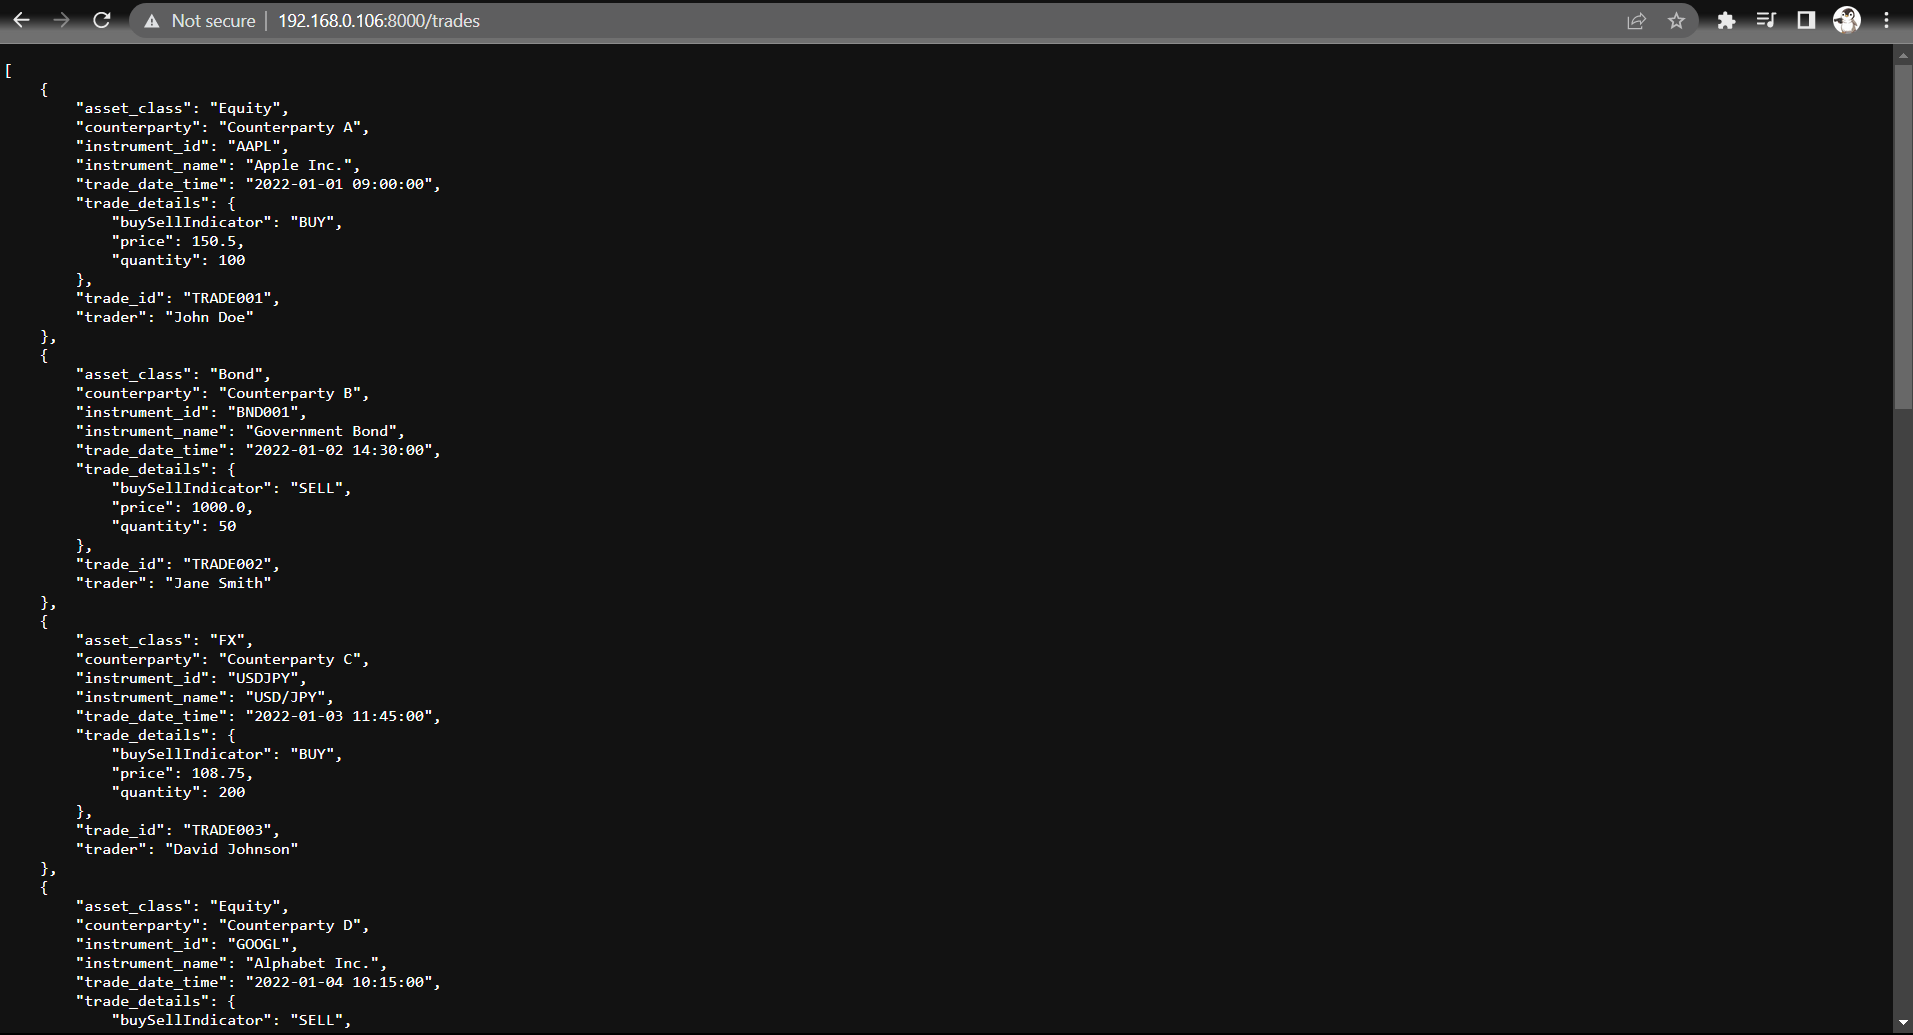 Not secure | 192.168.0.106:8000/trades
[
    {
        "asset_class": "Equity",
        "counterparty": "Counterparty A",
        "instrument_id": "AAPL",
        "instrument_name": "Apple Inc.",
        "trade_date_time": "2022-01-01 09:00:00",
        "trade_details": {
            "buySellIndicator": "BUY",
            "price": 150.5,
            "quantity": 100
        },
        "trade_id": "TRADE001",
        "trader": "John Doe"
    },
    {
        "asset_class": "Bond",
        "counterparty": "Counterparty B",
        "instrument_id": "BND001",
        "instrument_name": "Government Bond",
        "trade_date_time": "2022-01-02 14:30:00",
        "trade_details": {
            "buySellIndicator": "SELL",
            "price": 1000.0,
            "quantity": 50
        },
        "trade_id": "TRADE002",
        "trader": "Jane Smith"
    },
    {
        "asset_class": "FX",
        "counterparty": "Counterparty C",
        "instrument_id": "USDJPY",
        "instrument_name": "USD/JPY",
        "trade_date_time": "2022-01-03 11:45:00",
        "trade_details": {
            "buySellIndicator": "BUY",
            "price": 108.75,
            "quantity": 200
        },
        "trade_id": "TRADE003",
        "trader": "David Johnson"
    },
    {
        "asset_class": "Equity",
        "counterparty": "Counterparty D",
        "instrument_id": "GOOGL",
        "instrument_name": "Alphabet Inc.",
        "trade_date_time": "2022-01-04 10:15:00",
        "trade_details": {
            "buySellIndicator": "SELL",